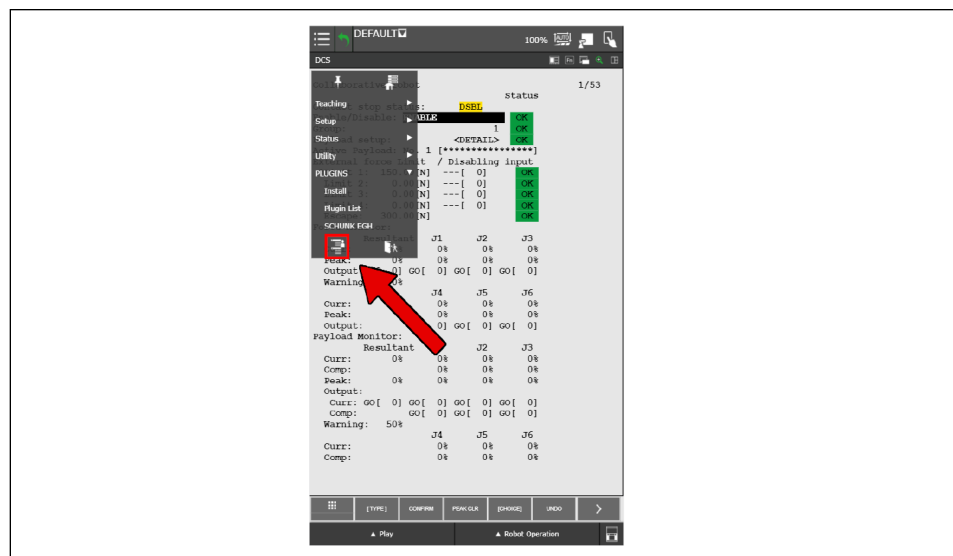 DEFAULT
100% AUTO
DCS
Fn
1/53
Status
Teaching
DSBL
Setup
ABLE OK
1 OK
Status <DETAIL> OK
1 [*****************]
Utility
/ Disabling input
PLUGINS [N] ---[ 0] OK
Install [N] ---[ 0] OK
[N] ---[ 0] OK
Plugin List [N] ---[ 0] OK
[N] OK
SCHUNK EGH
J1 J2 J3
0% 0% 0%
Peak: 0% 0% 0% 0%
Output 0] GO[ 0] GO[ 0] GO[ 0]
Warning 0%
J4 J5 J6
Curr: 0% 0% 0%
Peak: 0% 0% 0%
Output: 0] GO[ 0] GO[ 0]
Payload Monitor:
Resultant J2 J3
Curr: 0% 0% 0% 0%
Comp: 0% 0% 0%
Peak: 0% 0% 0% 0%
Output:
Curr: GO[ 0] GO[ 0] GO[ 0] GO[ 0]
Comp: GO[ 0] GO[ 0] GO[ 0]
Warning: 50%
J4 J5 J6
Curr: 0% 0% 0%
Comp: 0% 0% 0%
[TYPE] CONFIRM PEAK CLR [CHOICE] UNDO >
▲ Play ▲ Robot Operation